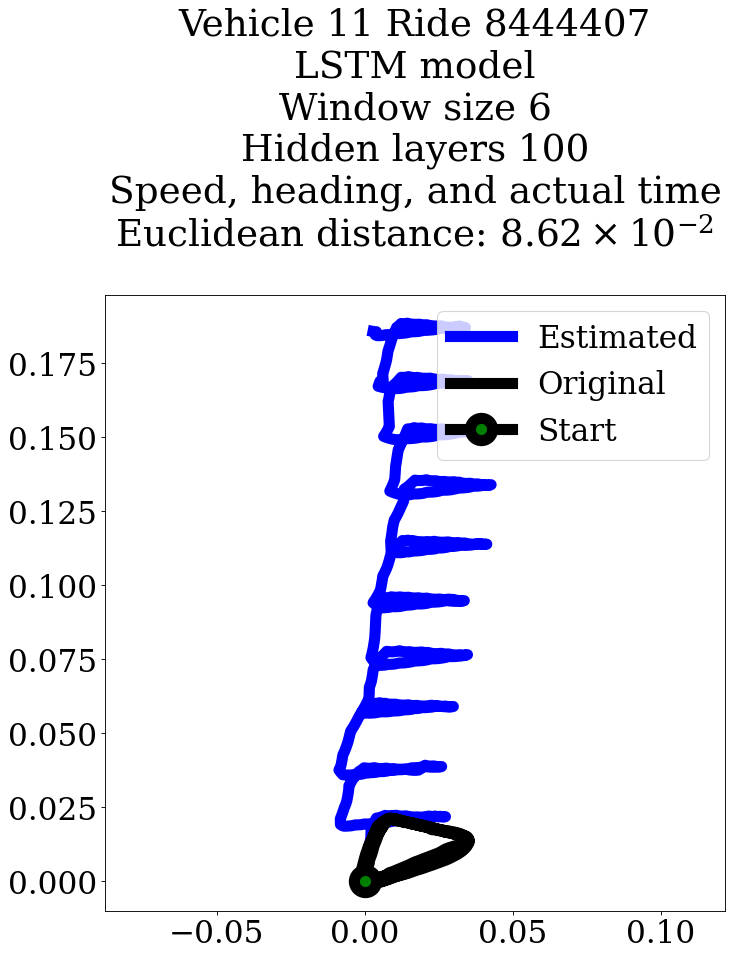 Vehicle 11 Ride 8444407
LSTM model
Window size 6
Hidden layers 100
Speed, heading, and actual time
Euclidean distance: 8.62 × 10⁻²
Estimated
Original
Start
0.175
0.150
0.125
0.100
0.075
0.050
0.025
0.000
−0.05 0.00 0.05 0.10